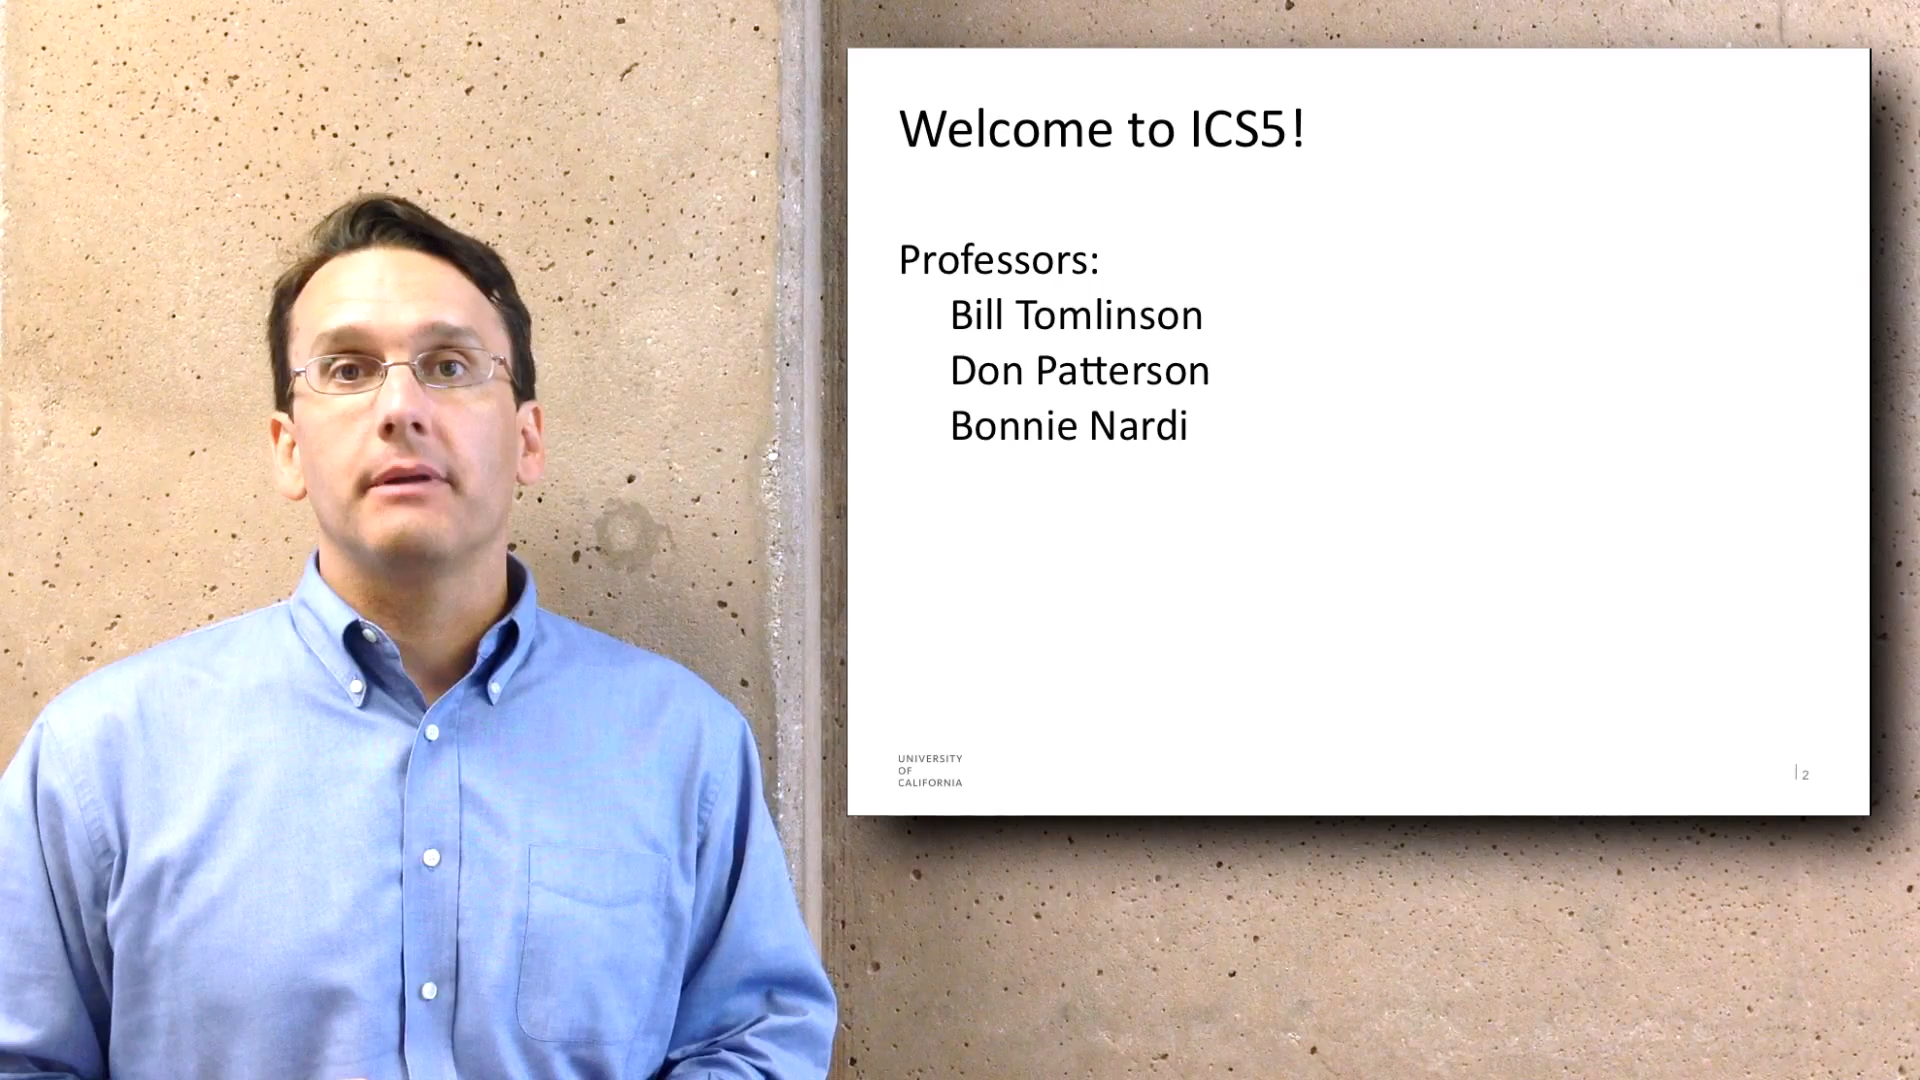 Welcome to ICS5!
Professors:
Bill Tomlinson
Don Patterson
Bonnie Nardi
UNIVERSITY
OF
CALIFORNIA
2